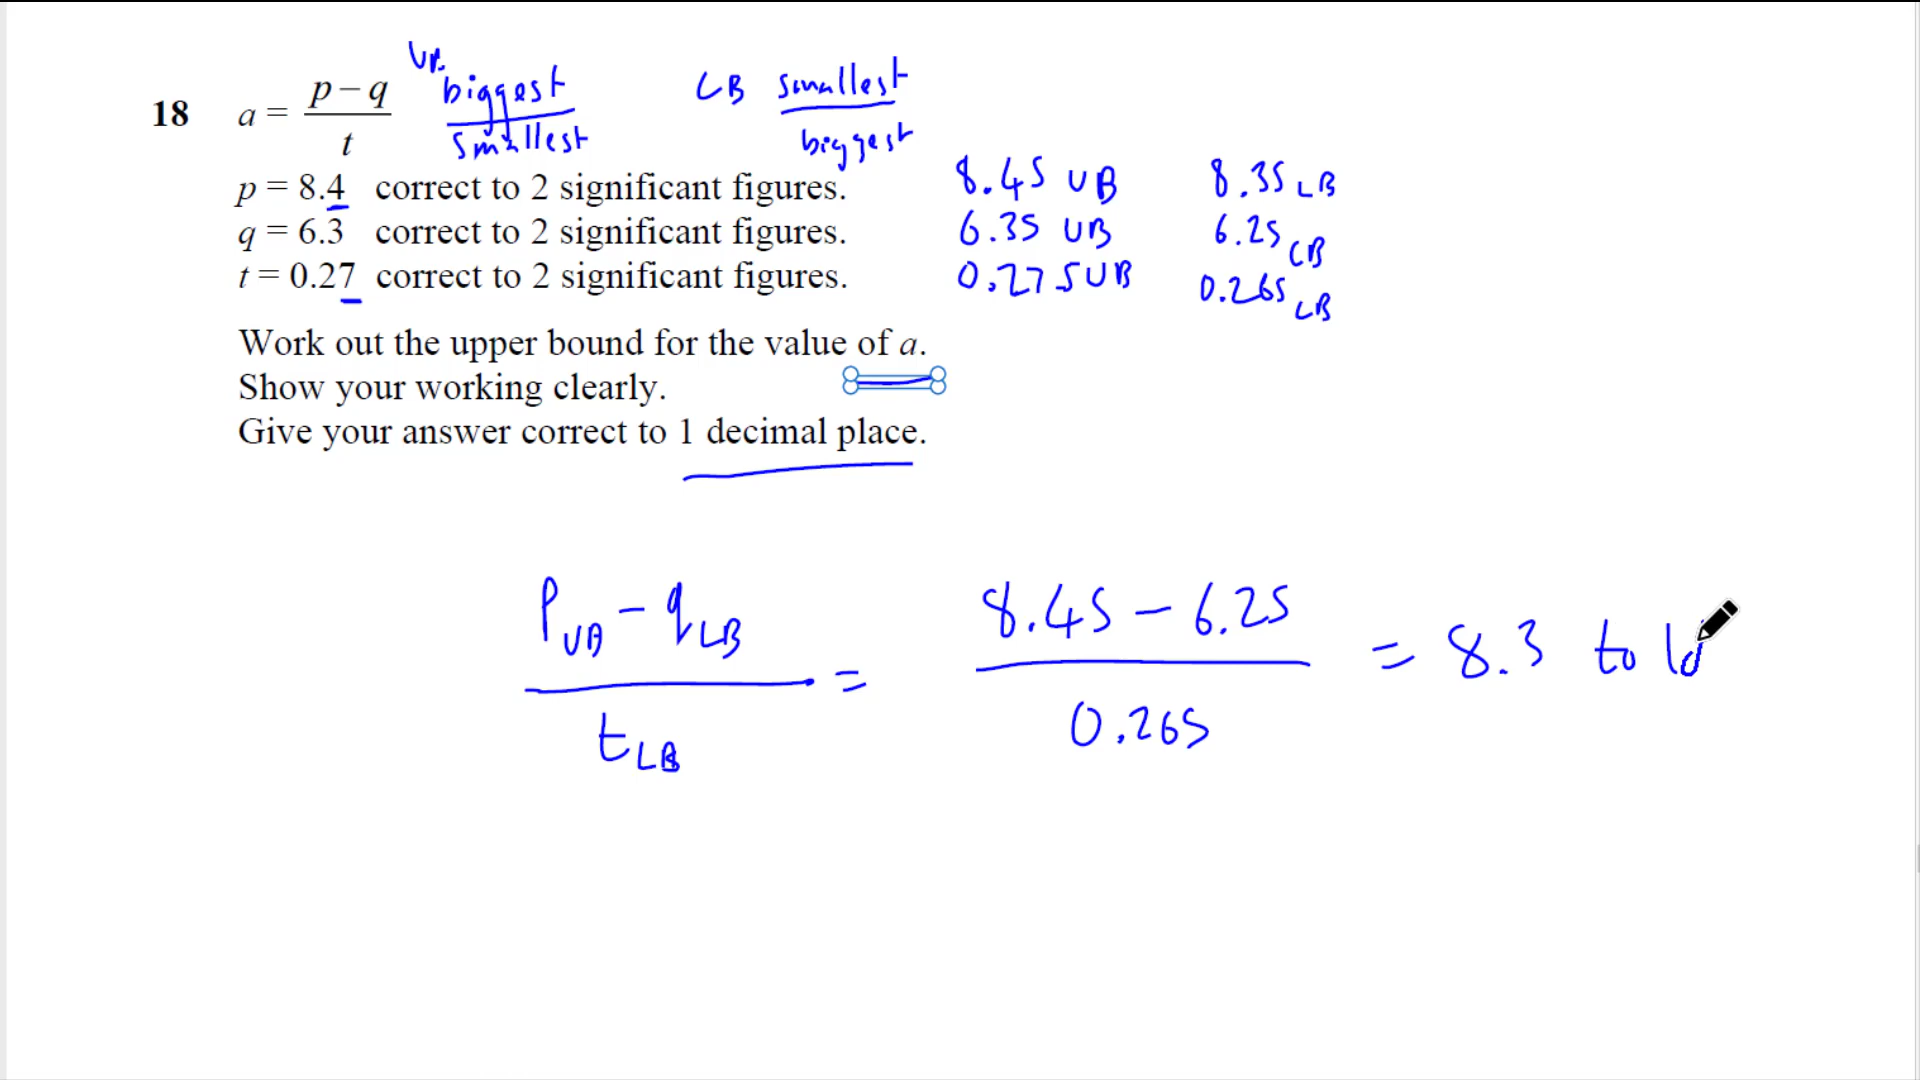 18 a = (p − q)/t UB biggest/smallest LB smallest/biggest
p = 8.4 correct to 2 significant figures. 8.45 UB 8.35 LB
q = 6.3 correct to 2 significant figures. 6.35 UB 6.25 LB
t = 0.27 correct to 2 significant figures. 0.275 UB 0.265 LB
Work out the upper bound for the value of a.
Show your working clearly.
Give your answer correct to 1 decimal place.
(P UB − q LB)/t LB = (8.45 − 6.25)/0.265 = 8.3 to 1d